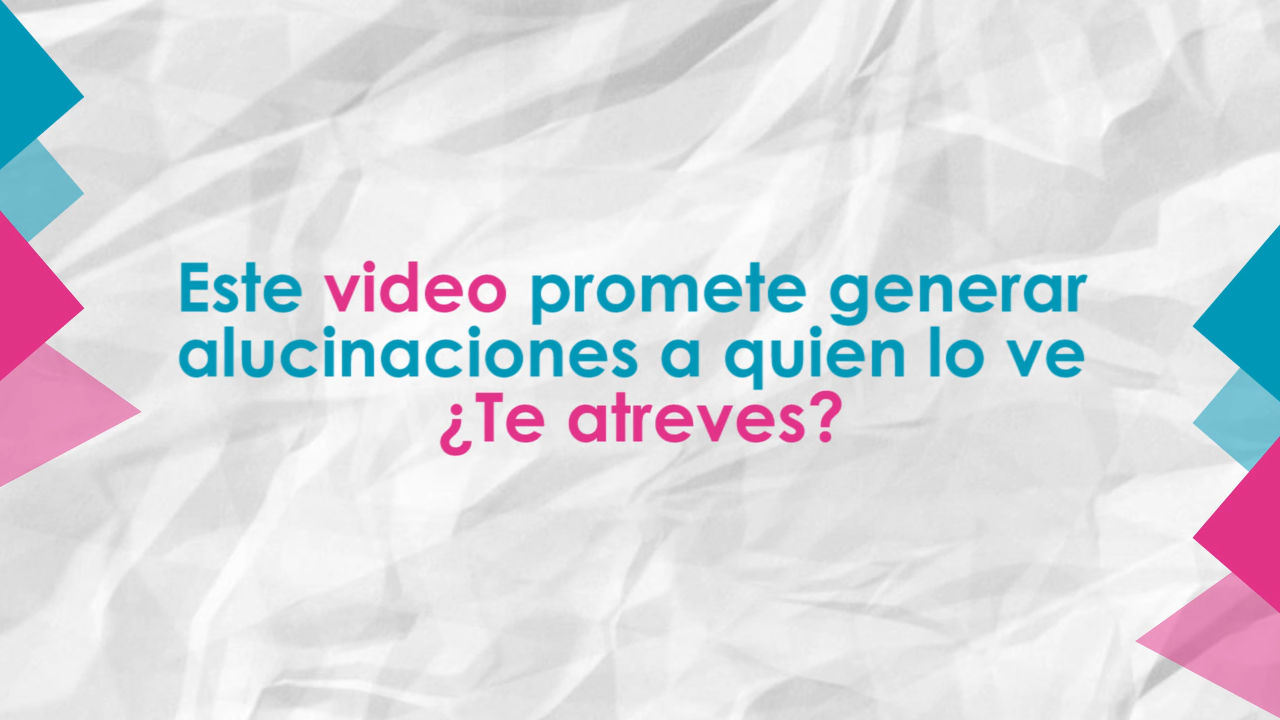 Este video promete generar
alucinaciones a quien lo ve
¿Te atreves?